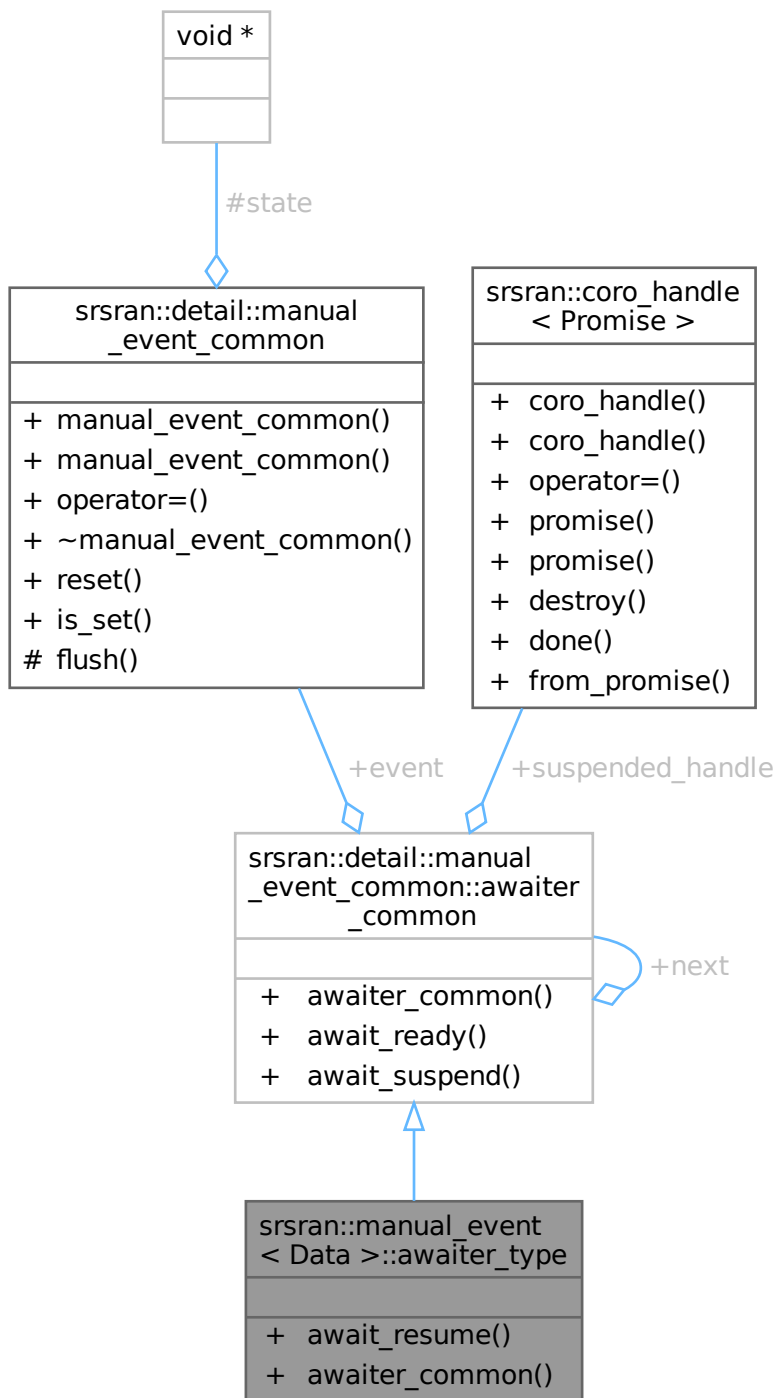 void *
#state
srsran::detail::manual
_event_common
+ manual_event_common()
+ manual_event_common()
+ operator=()
+ ~manual_event_common()
+ reset()
+ is_set()
# flush()
srsran::coro_handle
< Promise >
+ coro_handle()
+ coro_handle()
+ operator=()
+ promise()
+ promise()
+ destroy()
+ done()
+ from_promise()
+event
+suspended_handle
srsran::detail::manual
_event_common::awaiter
_common
+ awaiter_common()
+ await_ready()
+ await_suspend()
+next
srsran::manual_event
< Data >::awaiter_type
+ await_resume()
+ awaiter_common()